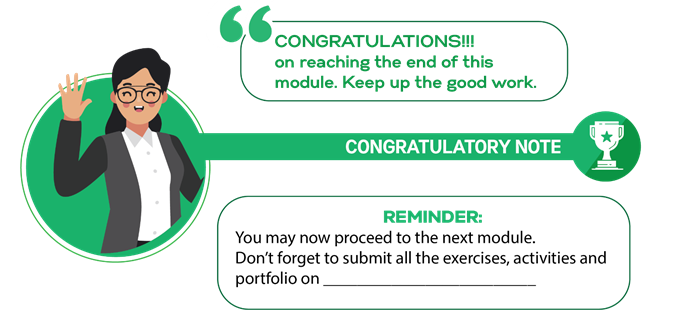 CONGRATULATIONS!!!
on reaching the end of this
module. Keep up the good work.
CONGRATULATORY NOTE
REMINDER:
You may now proceed to the next module.
Don’t forget to submit all the exercises, activities and
portfolio on ___________________________